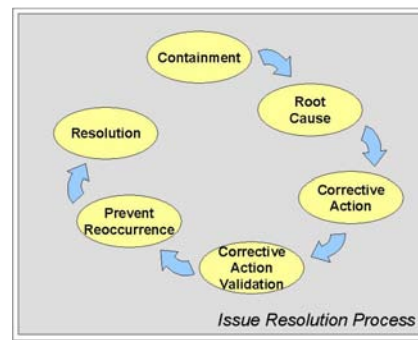 Containment
Root
Cause
Corrective
Action
Corrective
Action
Validation
Prevent
Reoccurrence
Resolution
Issue Resolution Process